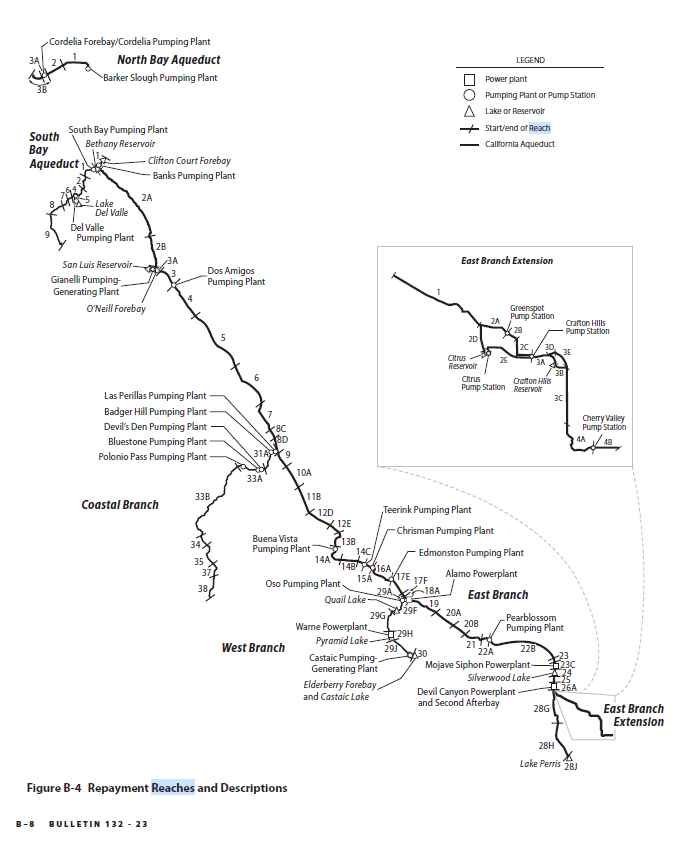 Cordelia Forebay/Cordelia Pumping Plant
3A
2
1
North Bay Aqueduct
Barker Slough Pumping Plant
3B
LEGEND
Power plant
Pumping Plant or Pump Station
Lake or Reservoir
Start/end of Reach
California Aqueduct
South
Bay
Aqueduct
South Bay Pumping Plant
Bethany Reservoir
1
Clifton Court Forebay
Banks Pumping Plant
1
2
4
6
7
5
8
9
Lake
Del Valle
Del Valle
Pumping Plant
2A
2B
San Luis Reservoir
3A
3
Gianelli Pumping-
Generating Plant
O'Neill Forebay
Dos Amigos
Pumping Plant
4
5
6
7
8C
8D
Las Perillas Pumping Plant
Badger Hill Pumping Plant
Devil's Den Pumping Plant
Bluestone Pumping Plant
Polonio Pass Pumping Plant
31A
9
33A
10A
11B
Coastal Branch
33B
34
35
37
38
12D
12E
Buena Vista
Pumping Plant
13B
14A
14B
14C
15A
16A
Teerink Pumping Plant
Chrisman Pumping Plant
Edmonston Pumping Plant
17E
17F
Alamo Powerplant
18A
Oso Pumping Plant
29A
Quail Lake
29F
29G
East Branch
19
20A
20B
21
22A
Pearblossom
Pumping Plant
22B
West Branch
Warne Powerplant
29H
Pyramid Lake
29J
Castaic Pumping-
Generating Plant
30
Elderberry Forebay
and Castaic Lake
23
Mojave Siphon Powerplant
23C
Silverwood Lake
24
25
Devil Canyon Powerplant
and Second Afterbay
26A
28G
28H
Lake Perris
28J
East Branch
Extension
East Branch Extension
1
2A
Greenspot
Pump Station
2B
2D
2C
Crafton Hills
Pump Station
3D
3E
Citrus
Reservoir
2E
3A
3B
Citrus
Pump Station
Crafton Hills
Reservoir
3C
Cherry Valley
Pump Station
4A
4B
Figure B-4 Repayment Reaches and Descriptions
B–8 BULLETIN 132 - 23